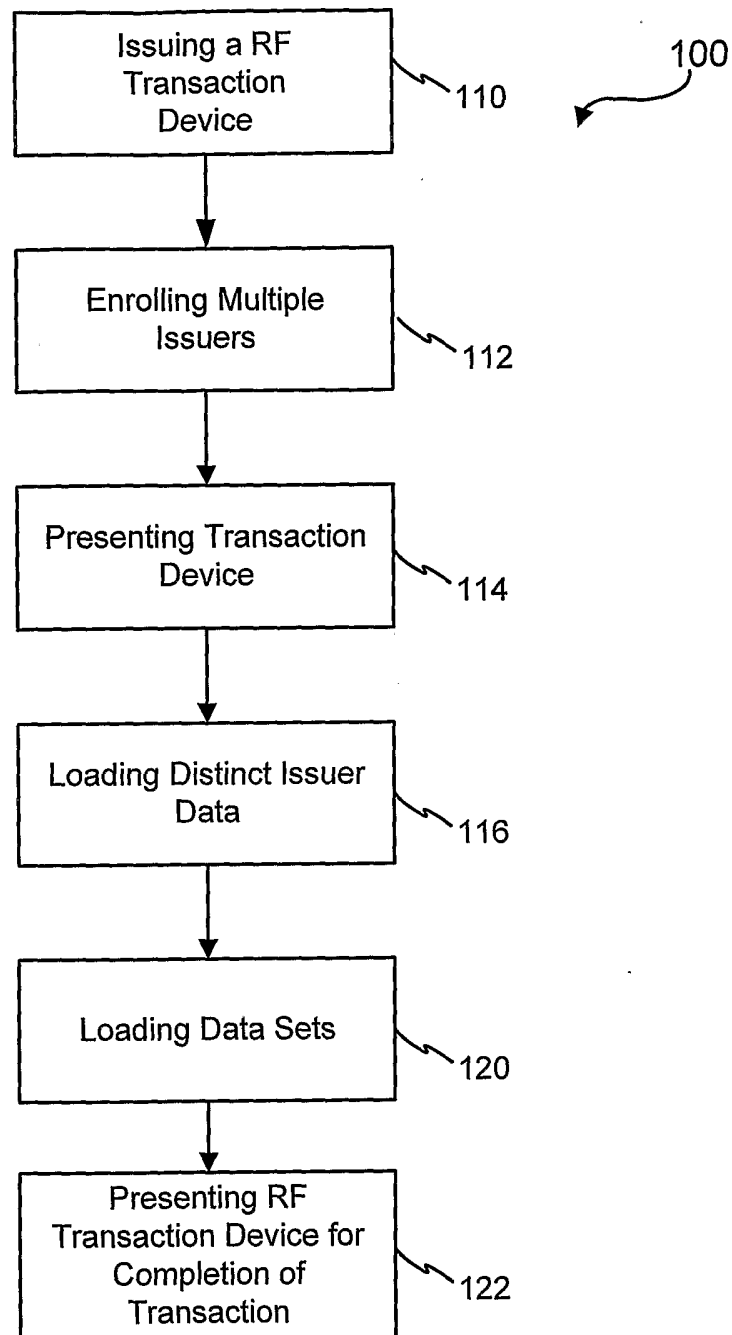 Issuing a RF
Transaction
Device
100
110
Enrolling Multiple
Issuers
112
Presenting Transaction
Device
114
Loading Distinct Issuer
Data
116
Loading Data Sets
120
Presenting RF
Transaction Device for
Completion of
Transaction
122